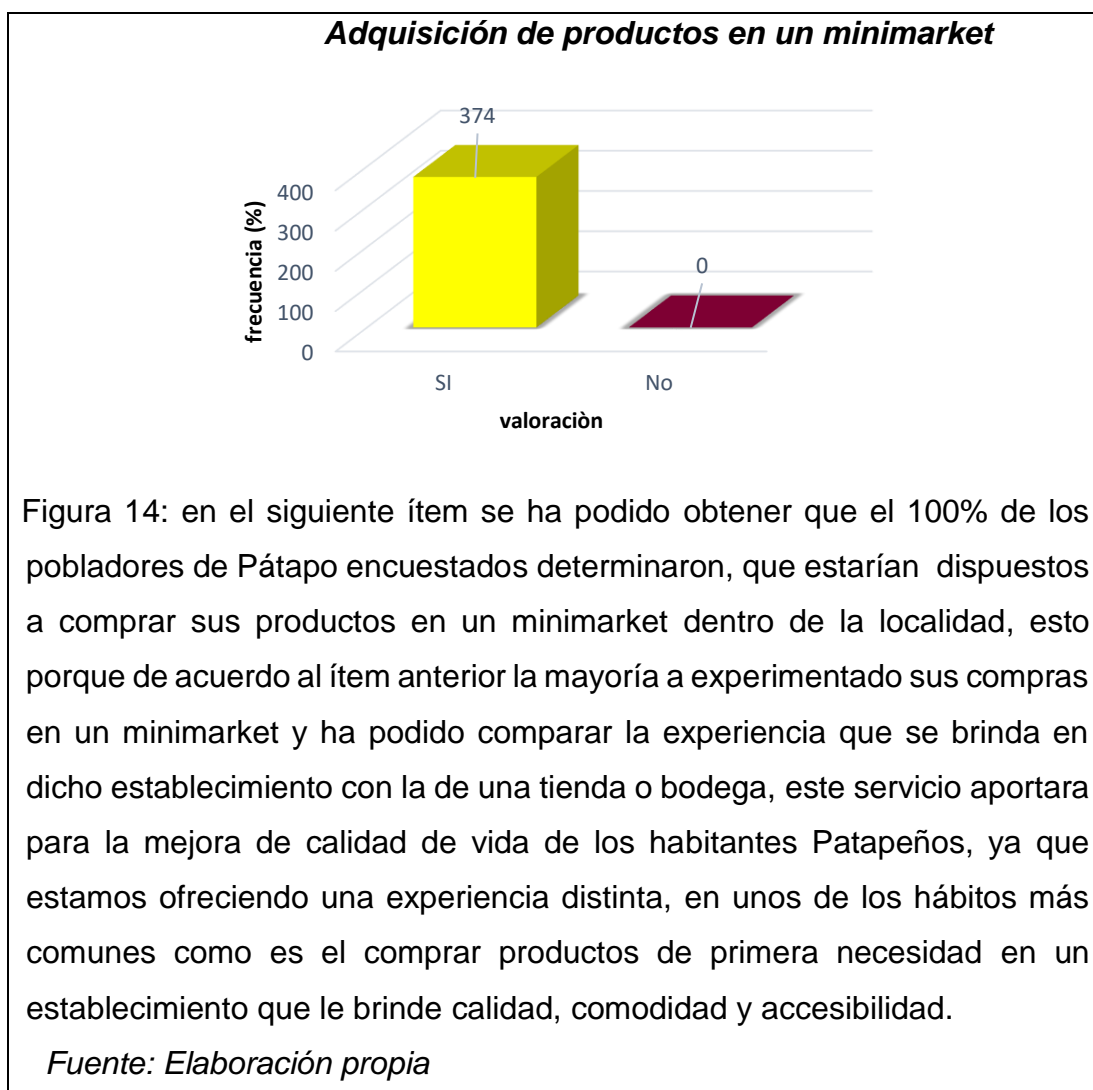 Adquisición de productos en un minimarket
374
400
300
200
100
0
frecuencia (%)
0
SI
No
valoraciòn
Figura 14: en el siguiente ítem se ha podido obtener que el 100% de los
pobladores de Pátapo encuestados determinaron, que estarían dispuestos
a comprar sus productos en un minimarket dentro de la localidad, esto
porque de acuerdo al ítem anterior la mayoría a experimentado sus compras
en un minimarket y ha podido comparar la experiencia que se brinda en
dicho establecimiento con la de una tienda o bodega, este servicio aportara
para la mejora de calidad de vida de los habitantes Patapeños, ya que
estamos ofreciendo una experiencia distinta, en unos de los hábitos más
comunes como es el comprar productos de primera necesidad en un
establecimiento que le brinde calidad, comodidad y accesibilidad.
Fuente: Elaboración propia